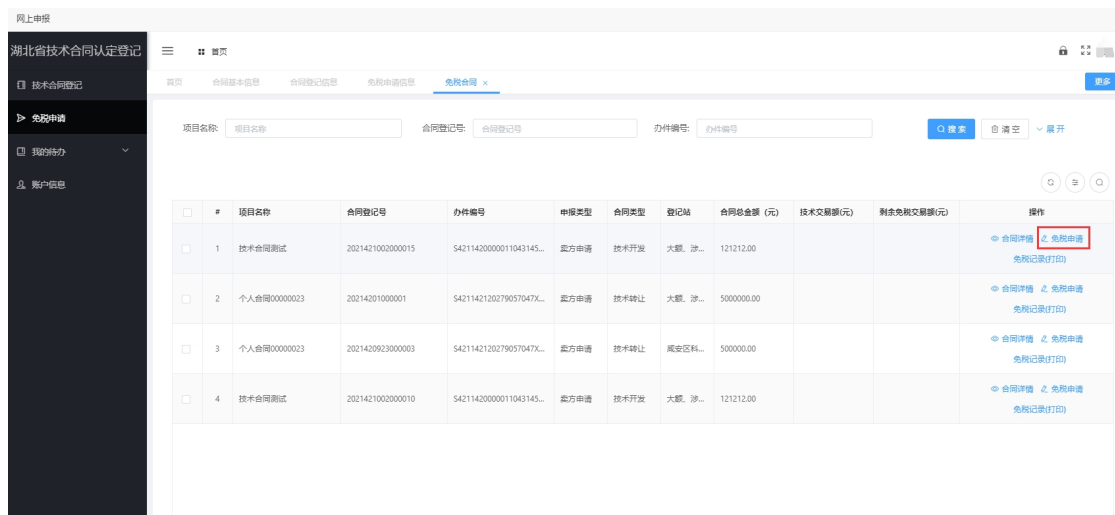 网上申报
湖北省技术合同认定登记
首页
技术合同登记
首页 合同基本信息 合同登记信息 免税申请信息 免税合同 × 更多
免税申请
项目名称: 项目名称 合同登记号: 合同登记号 办件编号: 办件编号 搜索 清空 展开
我的待办
账户信息
# 项目名称 合同登记号 办件编号 申报类型 合同类型 登记站 合同总金额（元） 技术交易额(元) 剩余免税交易额(元) 操作
1 技术合同测试 2021421002000015 S4211420000011043145... 卖方申请 技术开发 大额、涉... 121212.00 合同详情 免税申请
免税记录(打印)
2 个人合同00000023 20214201000001 S421142120279057047X... 卖方申请 技术转让 大额、涉... 5000000.00 合同详情 免税申请
免税记录(打印)
3 个人合同00000023 2021420923000003 S421142120279057047X... 卖方申请 技术转让 咸安区科... 500000.00 合同详情 免税申请
免税记录(打印)
4 技术合同测试 2021421002000010 S4211420000011043145... 卖方申请 技术开发 大额、涉... 121212.00 合同详情 免税申请
免税记录(打印)